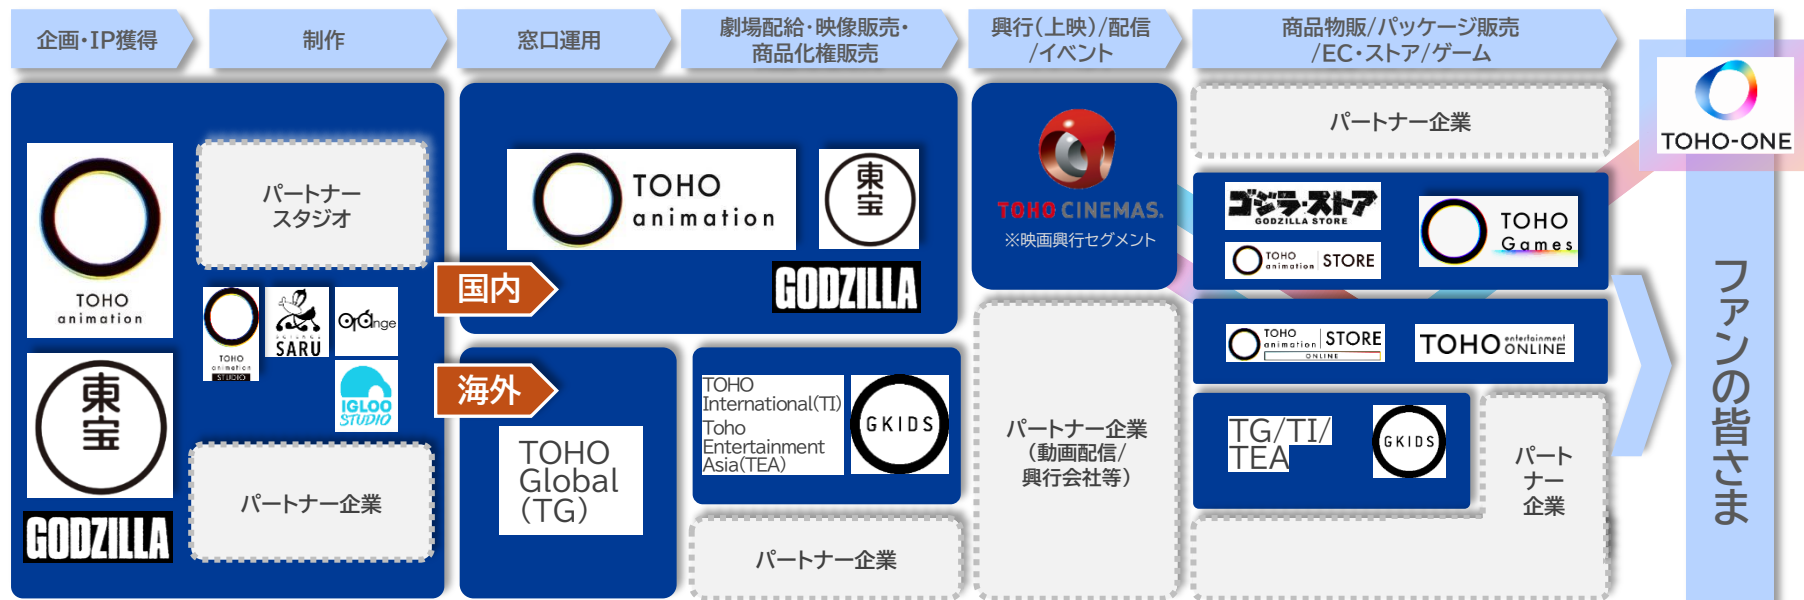 企画・IP獲得
制作
窓口運用
劇場配給・映像販売・
商品化権販売
興行(上映)/配信
/イベント
商品物販/パッケージ販売
/EC・ストア/ゲーム
TOHO
animation
東宝
GODZILLA
パートナー
スタジオ
TOHO
animation
STUDIO
SCIENCE
SARU
Orange
IGLOO
STUDIO
パートナー企業
国内
海外
TOHO
animation
東宝
GODZILLA
TOHO
Global
(TG)
TOHO
International(TI)
Toho
Entertainment
Asia(TEA)
GKIDS
パートナー企業
TOHO CINEMAS.
※映画興行セグメント
パートナー企業
(動画配信/
興行会社等)
パートナー企業
ゴジラ・ストア
GODZILLA STORE
TOHO
animation STORE
TOHO
Games
TOHO
animation STORE
ONLINE
TOHO entertainment
ONLINE
TG/TI/
TEA
GKIDS
パート
ナー
企業
TOHO-ONE
ファンの皆さま